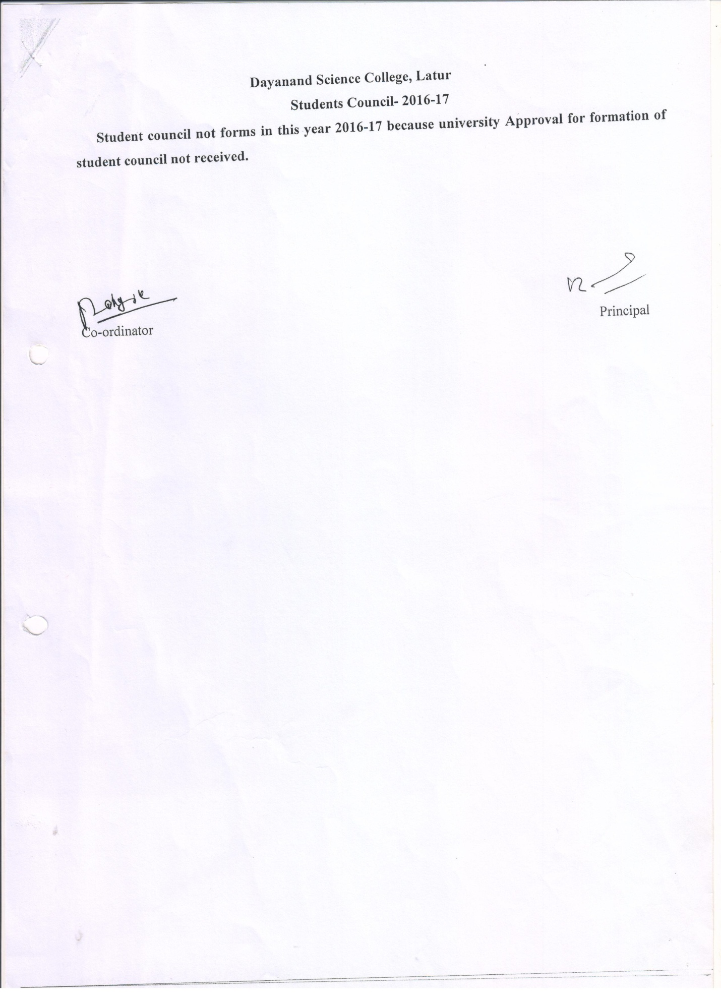 Dayanand Science College, Latur
Students Council- 2016-17
Student council not forms in this year 2016-17 because university Approval for formation of
student council not received.
Principal
Co-ordinator